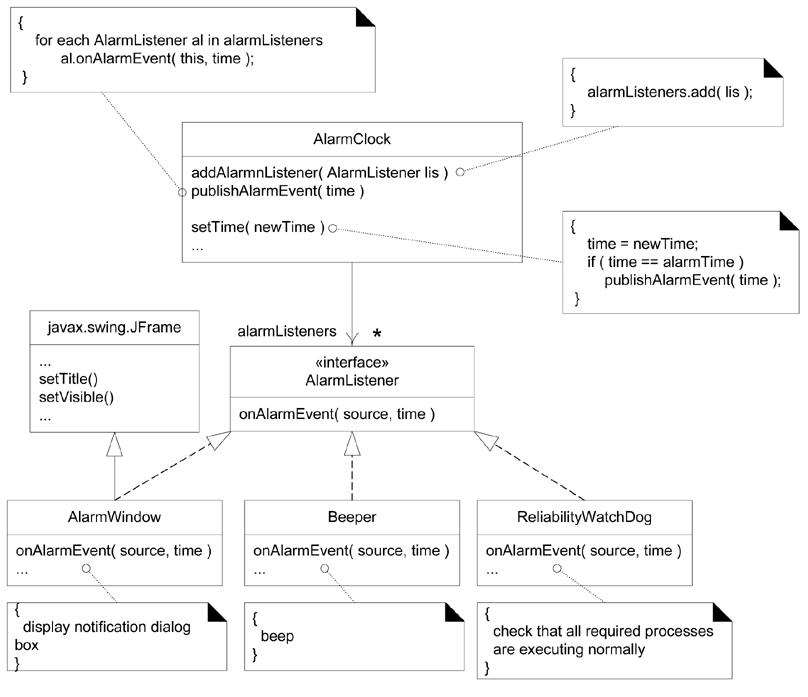 {
for each AlarmListener al in alarmListeners
al.onAlarmEvent( this, time );
}
{
alarmListeners.add( lis );
}
AlarmClock
addAlarmnListener( AlarmListener lis )
publishAlarmEvent( time )
setTime( newTime )
...
{
time = newTime;
if ( time == alarmTime )
publishAlarmEvent( time );
}
javax.swing.JFrame
...
setTitle()
setVisible()
...
alarmListeners *
«interface»
AlarmListener
onAlarmEvent( source, time )
AlarmWindow
onAlarmEvent( source, time )
...
{
display notification dialog
box
}
Beeper
onAlarmEvent( source, time )
...
{
beep
}
ReliabilityWatchDog
onAlarmEvent( source, time )
...
{
check that all required processes
are executing normally
}